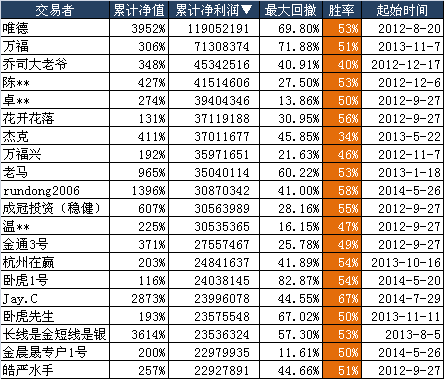 交易者 累计净值 累计净利润▼ 最大回撤 胜率 起始时间
唯德 3952% 119052191 69.80% 53% 2012-8-20
万福 306% 71308374 71.88% 51% 2013-11-7
乔司大老爷 348% 45342516 40.91% 40% 2012-12-17
陈** 427% 41514606 27.50% 53% 2012-12-6
卓** 274% 39404346 13.86% 50% 2012-9-27
花开花落 131% 37119188 30.95% 56% 2012-9-27
杰克 411% 37011677 45.85% 34% 2013-5-22
万福兴 192% 35971651 21.63% 46% 2012-11-7
老马 965% 35040114 60.22% 53% 2013-1-18
rundong2006 1396% 30870342 41.00% 58% 2014-5-26
成冠投资（稳健） 607% 30563989 28.16% 55% 2012-9-27
温** 225% 30535365 16.15% 47% 2012-9-27
金通3号 371% 27557467 25.78% 49% 2012-9-27
杭州在赢 203% 24841637 41.89% 54% 2013-10-16
卧虎1号 116% 24038145 82.87% 54% 2014-5-20
Jay.C 2873% 23996078 44.55% 67% 2014-7-29
卧虎先生 193% 23575548 67.02% 50% 2013-11-11
长线是金短线是银 3614% 23536324 57.30% 53% 2013-8-5
金晨晟专户1号 200% 22979935 11.61% 50% 2014-5-26
皓严水手 257% 22927891 44.66% 51% 2012-9-27